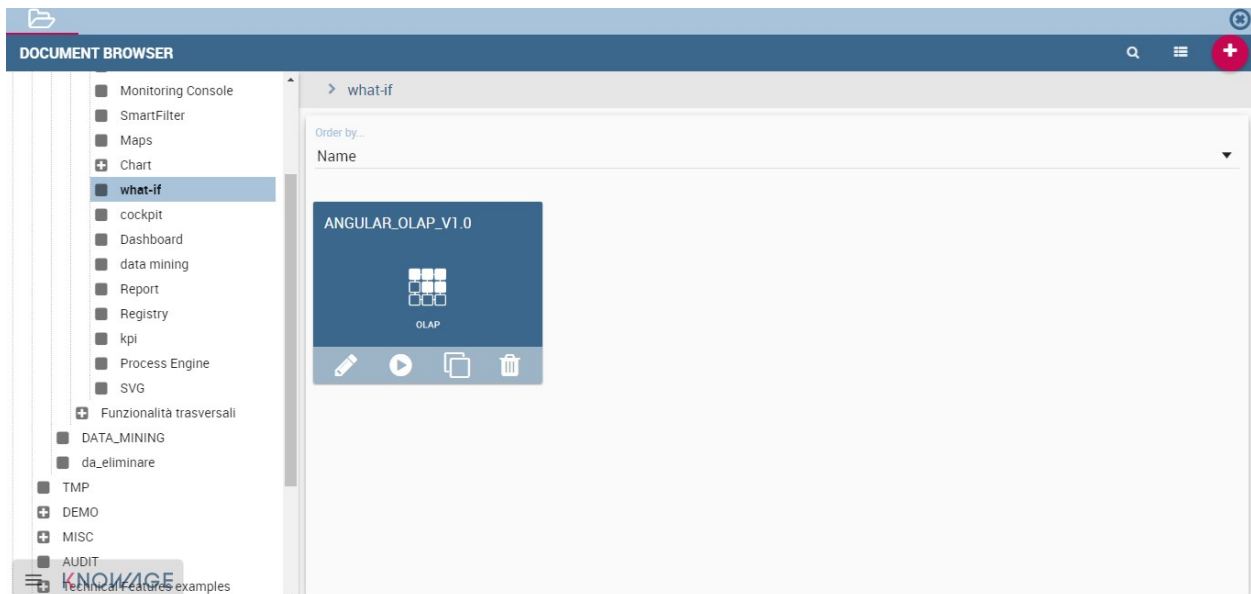 DOCUMENT BROWSER
Monitoring Console
SmartFilter
Maps
Chart
what-if
cockpit
Dashboard
data mining
Report
Registry
kpi
Process Engine
SVG
Funzionalità trasversali
DATA_MINING
da_eliminare
TMP
DEMO
MISC
AUDIT
Technical Features examples
KNOWAGE
> what-if
Order by...
Name
ANGULAR_OLAP_V1.0
OLAP